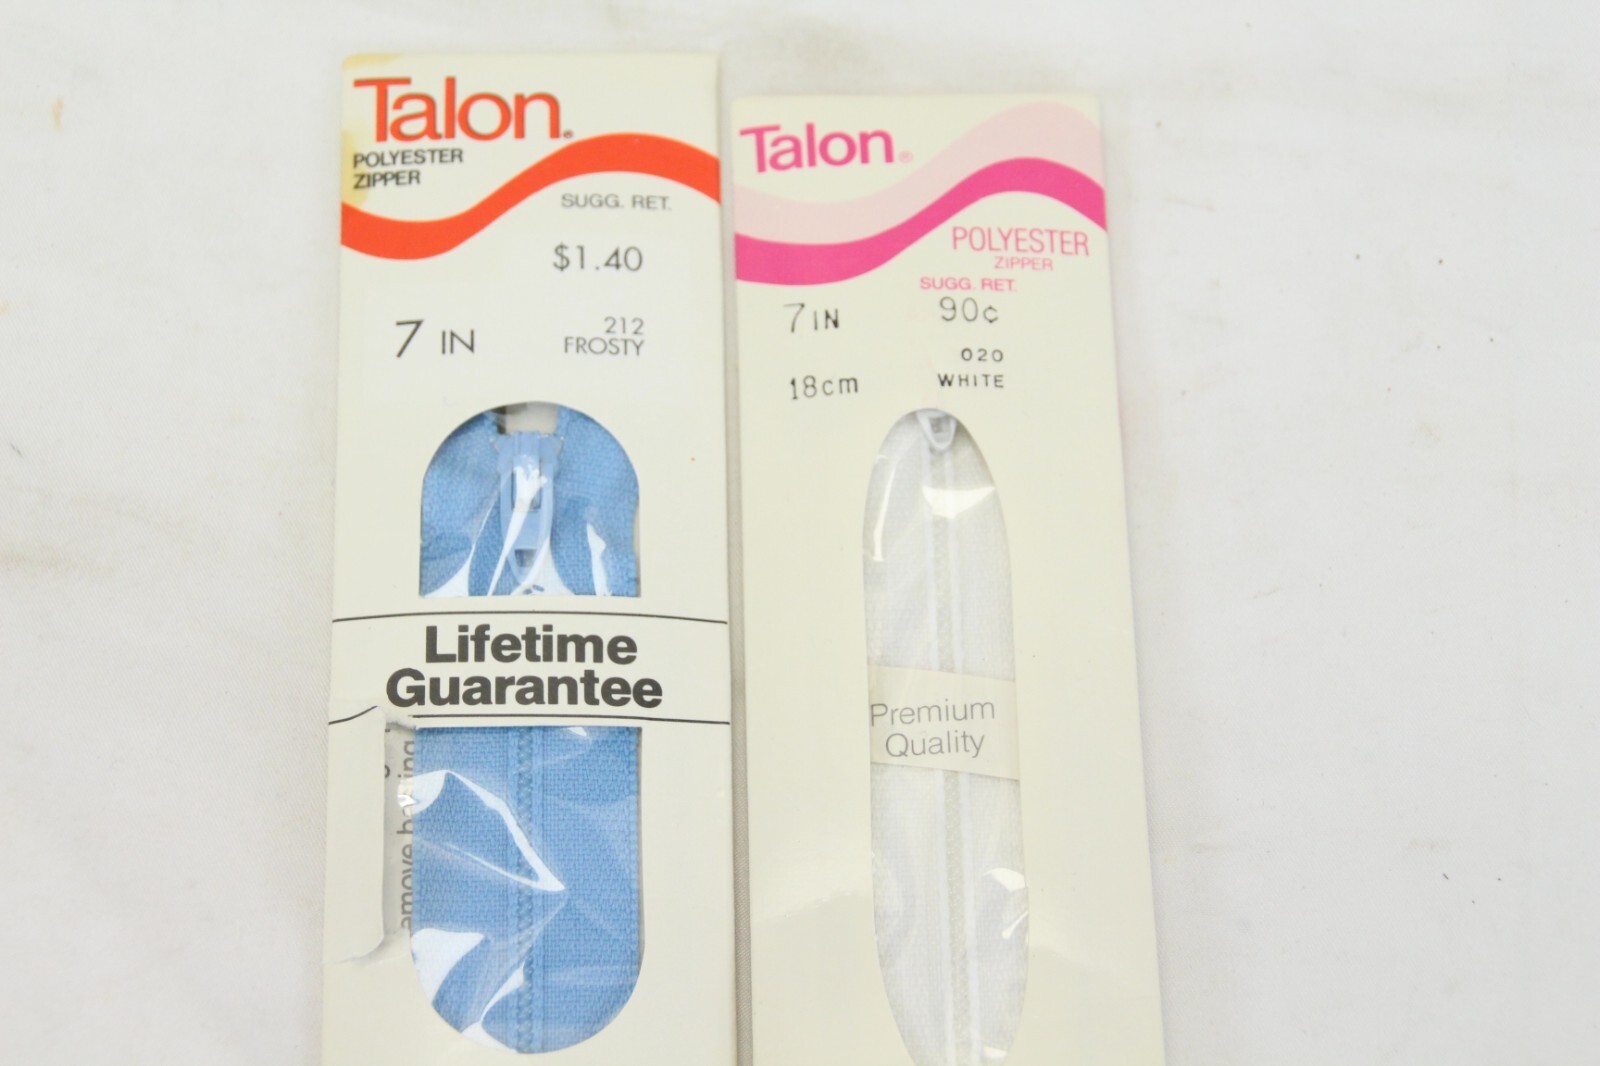 Talon®
POLYESTER
ZIPPER
SUGG. RET.
$1.40
7 IN
212
FROSTY
Lifetime
Guarantee
Talon®
POLYESTER
ZIPPER
SUGG. RET.
7 IN
90¢
020
18cm
WHITE
Premium
Quality